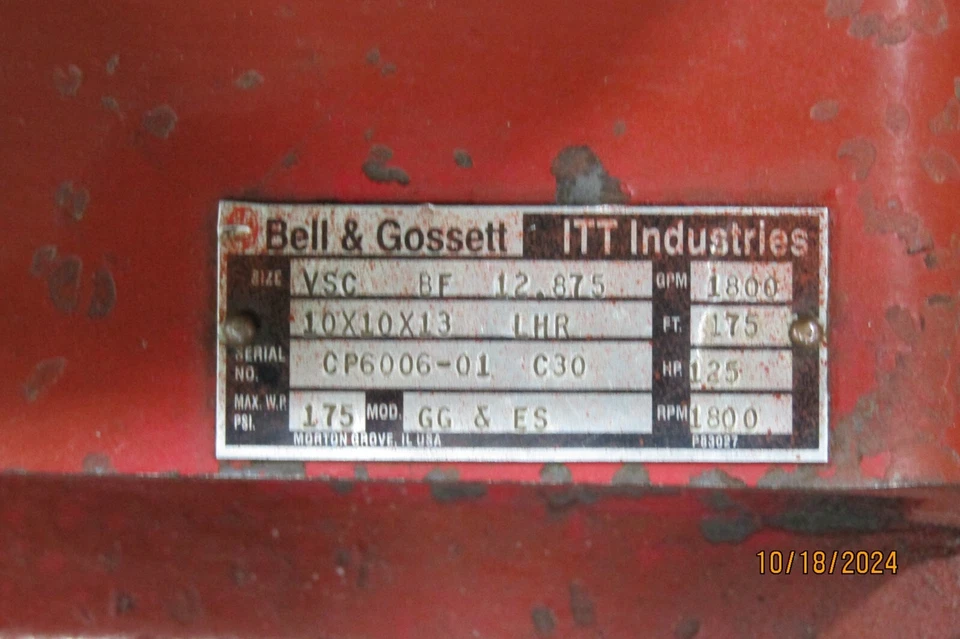 Bell & Gossett ITT Industries
SIZE VSC BF 12.875 GPM 1800
10X10X13 LHR FT. 175
SERIAL NO. CP6006-01 C30 HP 125
MAX. W.P. PSI. 175 MOD. GG & ES RPM 1800
MORTON GROVE, IL USA P83027
10/18/2024